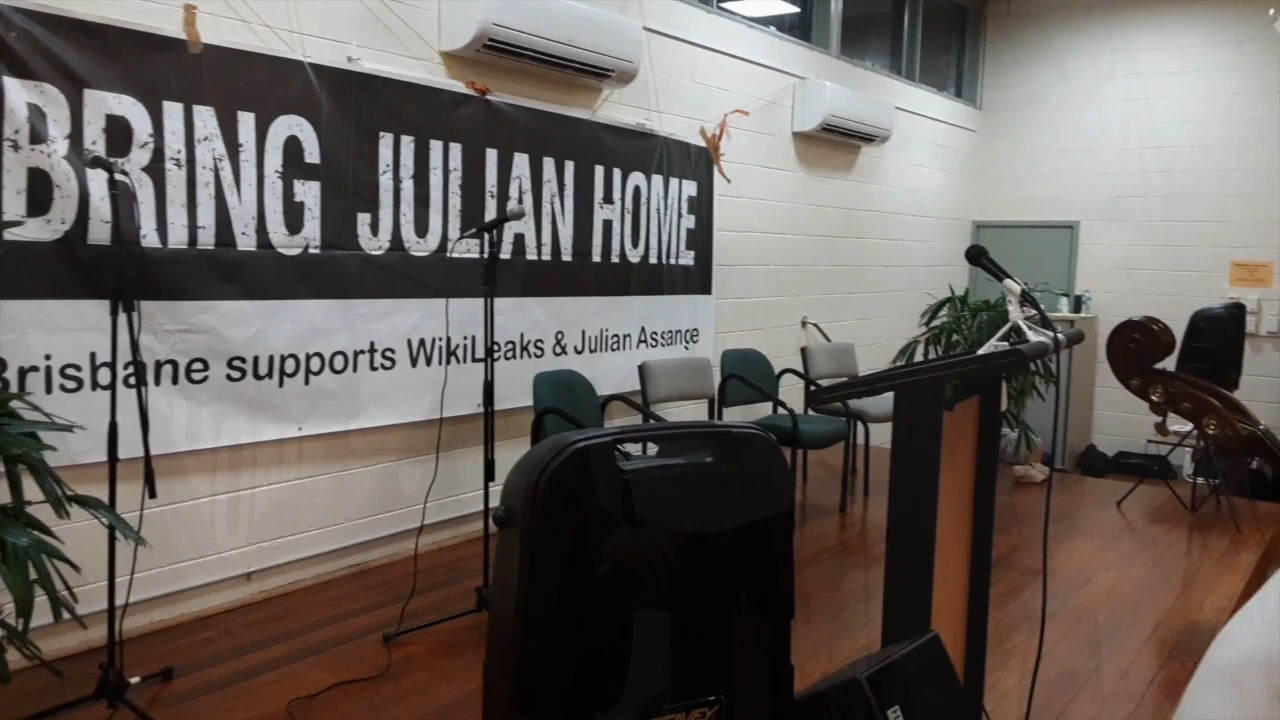 BRING JULIAN HOME
Brisbane supports WikiLeaks & Julian Assange